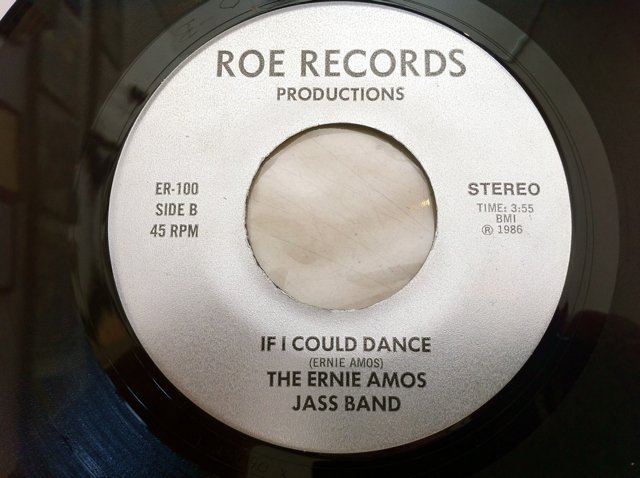 ROE RECORDS
PRODUCTIONS
ER-100
SIDE B
45 RPM
STEREO
TIME: 3:55
BMI
℗ 1986
IF I COULD DANCE
(ERNIE AMOS)
THE ERNIE AMOS
JASS BAND